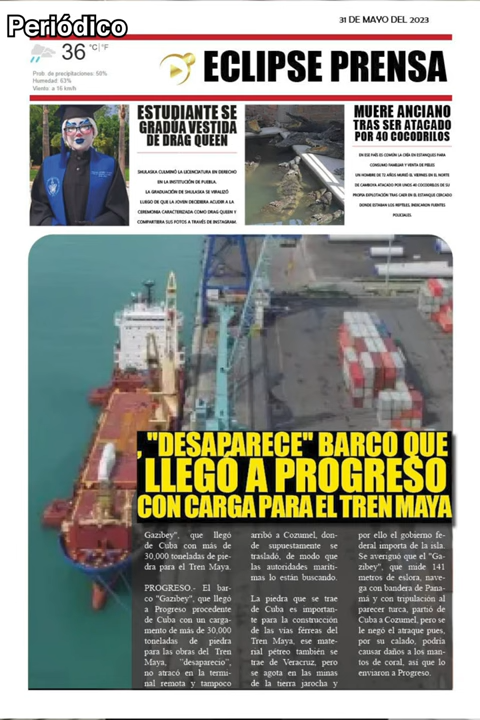 Periódico
31 DE MAYO DEL 2023
36 °C|°F
Prob. de precipitaciones: 68%
Humedad: 63%
Viento: a 16 km/h
ECLIPSE PRENSA
ESTUDIANTE SE
GRADÚA VESTIDA
DE DRAG QUEEN
SHULASKA CULMINÓ LA LICENCIATURA EN DERECHO
EN LA INSTITUCIÓN DE PUEBLA.
LA GRADUACIÓN DE SHULASKA SE VIRALIZÓ
LUEGO DE QUE LA JOVEN DECIDIERA ACUDIR A LA
CEREMONIA CARACTERIZADA COMO DRAG QUEEN Y
COMPARTIERA SUS FOTOS A TRAVÉS DE INSTAGRAM.
MUERE ANCIANO
TRAS SER ATACADO
POR 40 COCODRILOS
EN ESE PAÍS ES COMÚN LA CRÍA EN ESTANQUES PARA
CONSUMO FAMILIAR Y VENTA DE PIELES
UN HOMBRE DE 72 AÑOS MURIÓ EL VIERNES EN EL NORTE
DE CAMBOYA ATACADO POR UNOS 40 COCODRILOS DE SU
PROPIA EXPLOTACIÓN TRAS CAER EN EL ESTANQUE CERCADO
DONDE ESTABAN LOS REPTILES, INDICARON FUENTES
POLICIALES.
, "DESAPARECE" BARCO QUE
LLEGÓ A PROGRESO
CON CARGA PARA EL TREN MAYA
Gazibey", que llegó
de Cuba con más de
30,000 toneladas de pie-
dra para el Tren Maya.
PROGRESO.- El bar-
co "Gazibey", que llegó
a Progreso procedente
de Cuba con un carga-
mento de más de 30,000
toneladas de piedra
para las obras del Tren
Maya, "desapareció",
no atracó en la termi-
nal remota y tampoco
arribó a Cozumel, don-
de supuestamente se
trasladó, de modo que
las autoridades maríti-
mas lo están buscando.
La piedra que se trae
de Cuba es importan-
te para la construcción
de las vías férreas del
Tren Maya, ese mate-
rial pétreo también se
trae de Veracruz, pero
se agota en las minas
de la tierra jarocha y
por ello el gobierno fe-
deral importa de la isla.
Se averiguó que el "Ga-
zibey", que mide 141
metros de eslora, nave-
ga con bandera de Pana-
má y con tripulación al
parecer turca, partió de
Cuba a Cozumel, pero se
le negó el atraque pues,
por su calado, podría
causar daños a los man-
tos de coral, así que lo
enviaron a Progreso.